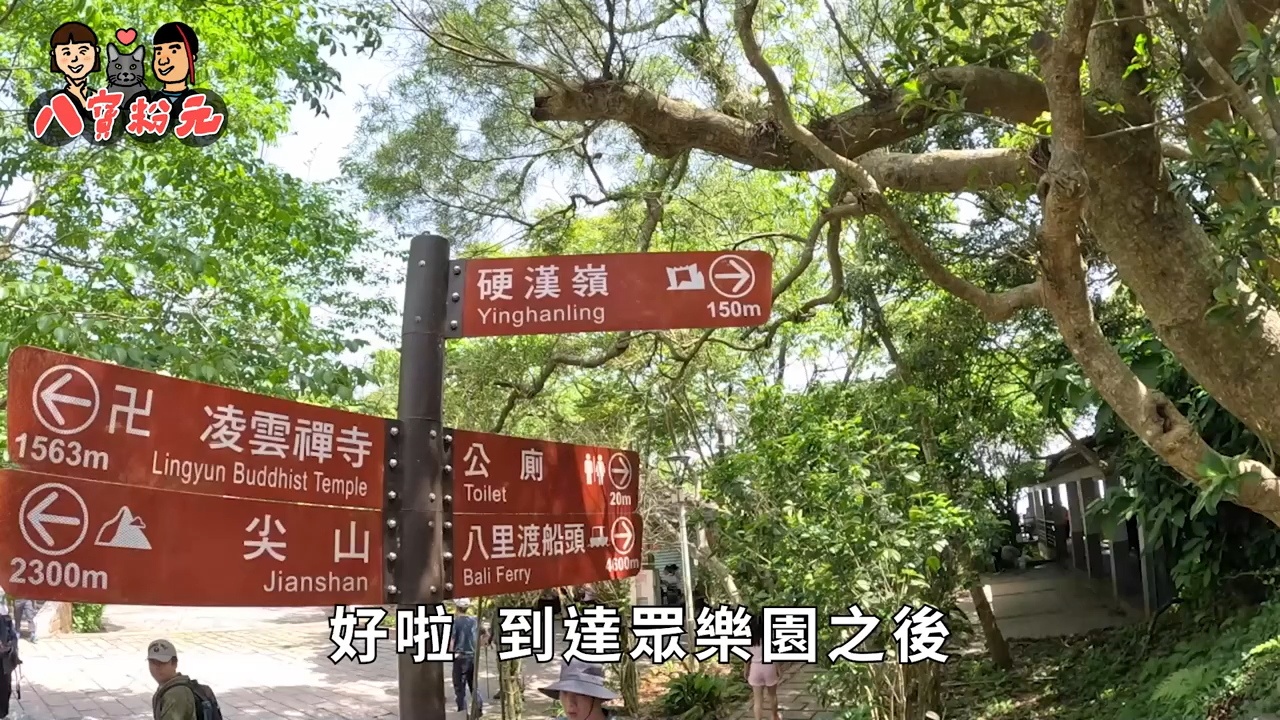 八寶粉元
硬漢嶺
Yinghanling
150m
1563m
卍
凌雲禪寺
Lingyun Buddhist Temple
2300m
尖山
Jianshan
公廁
Toilet
20m
八里渡船頭
Bali Ferry
4600m
好啦 到達眾樂園之後